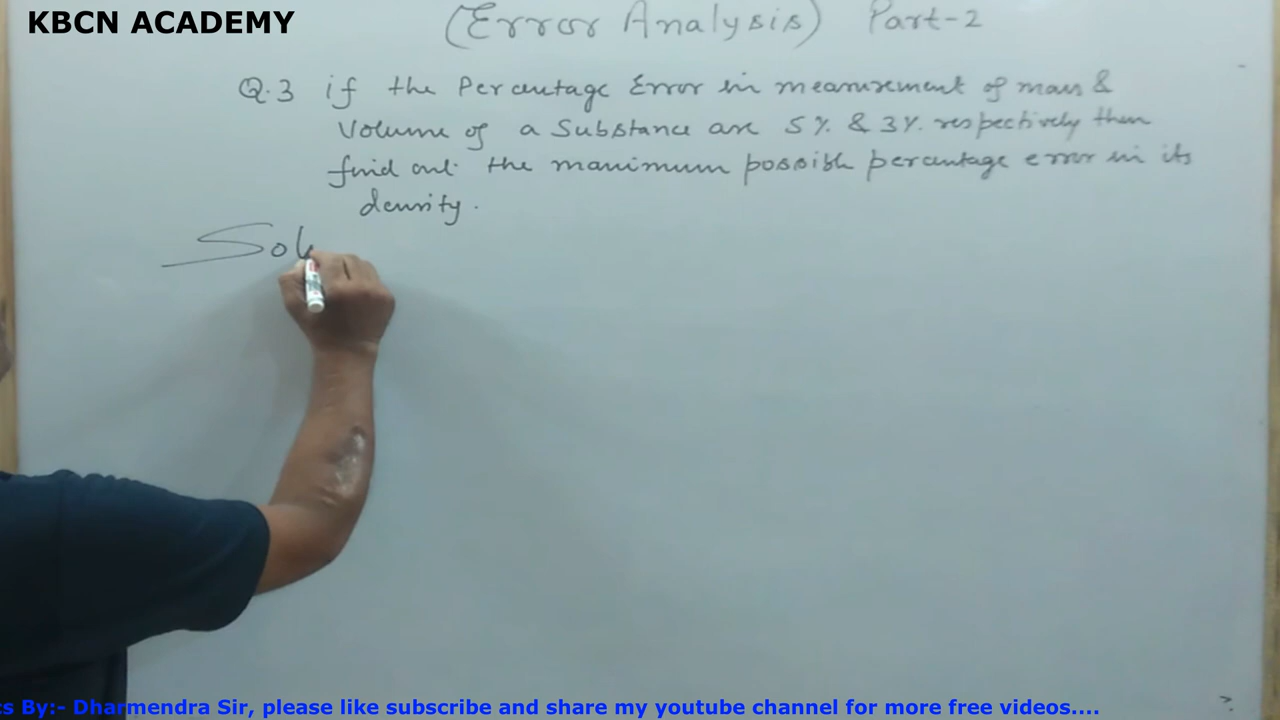 KBCN ACADEMY
(Error Analysis) Part-2
Q.3 if the Percentage Error in measurement of mass &
Volume of a Substance are 5% & 3% respectively then
find out the maximum possible percentage error in its
density.
Sol
s By:- Dharmendra Sir, please like subscribe and share my youtube channel for more free videos....